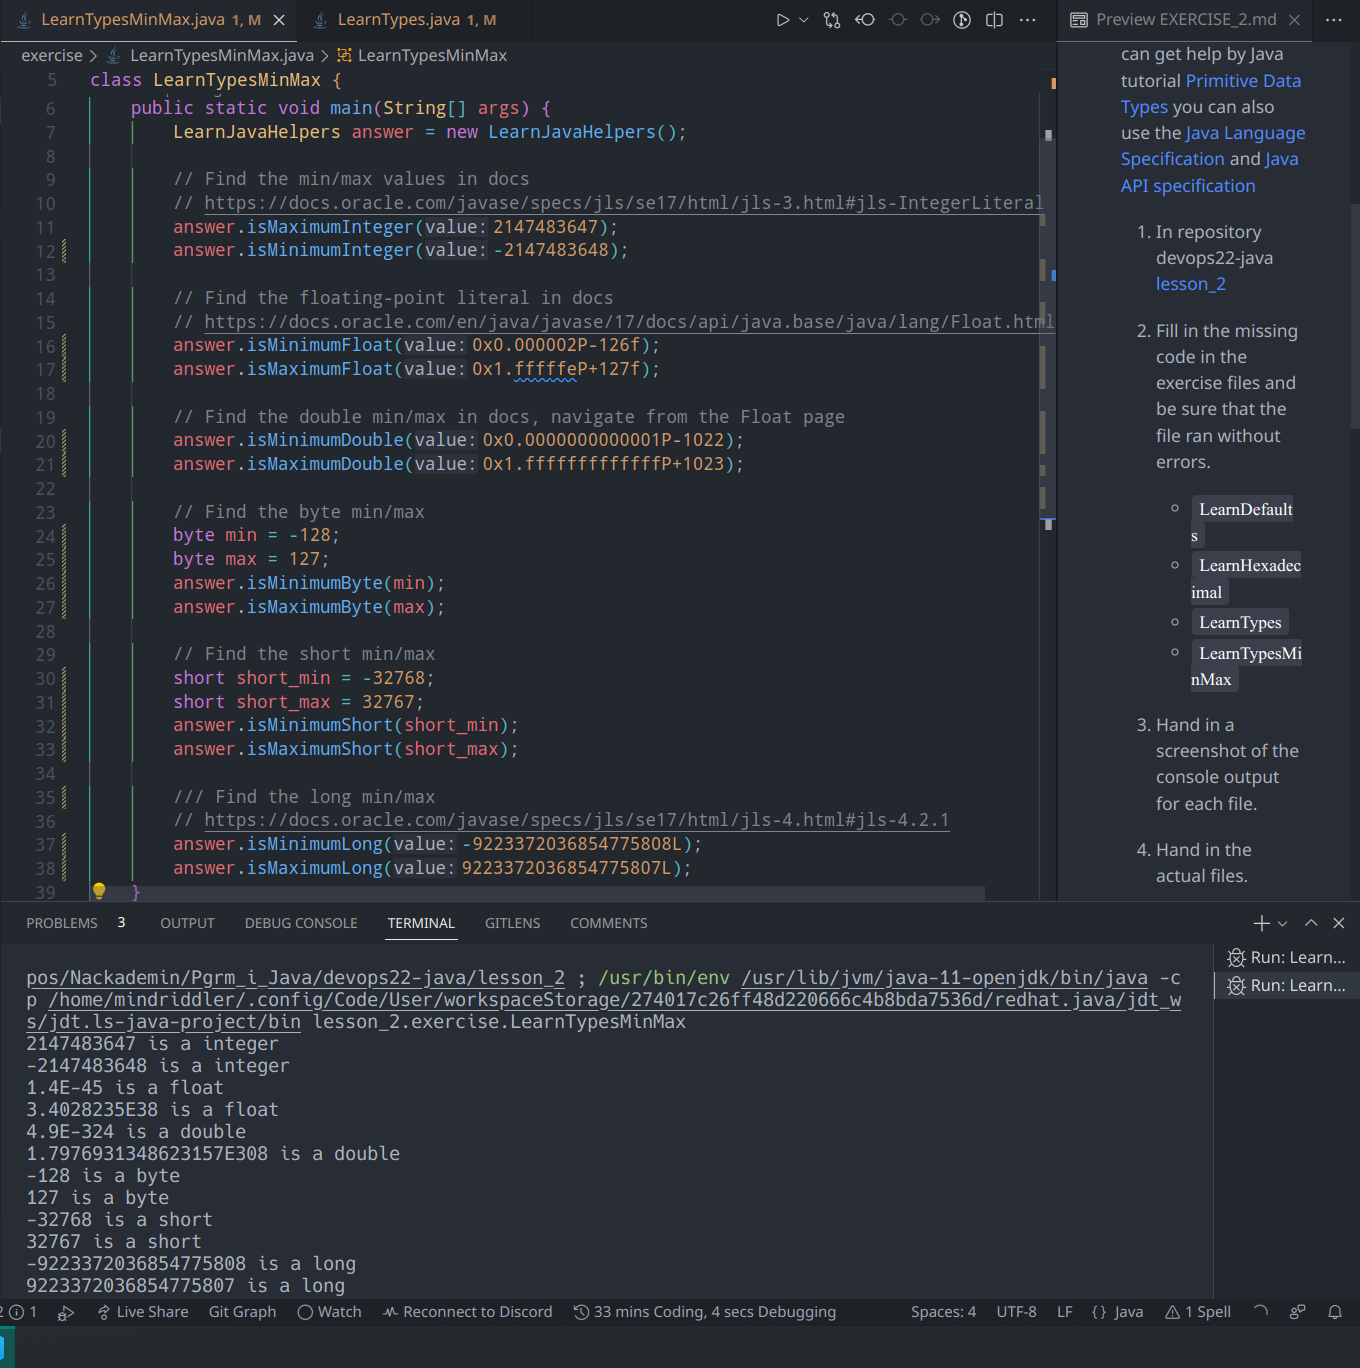 LearnTypesMinMax.java 1, M
LearnTypes.java 1, M
Preview EXERCISE_2.md
exercise > LearnTypesMinMax.java > LearnTypesMinMax
5 class LearnTypesMinMax {
6 public static void main(String[] args) {
7 LearnJavaHelpers answer = new LearnJavaHelpers();
8
9 // Find the min/max values in docs
10 // https://docs.oracle.com/javase/specs/jls/se17/html/jls-3.html#jls-IntegerLiteral
11 answer.isMaximumInteger(value: 2147483647);
12 answer.isMinimumInteger(value: -2147483648);
13
14 // Find the floating-point literal in docs
15 // https://docs.oracle.com/en/java/javase/17/docs/api/java.base/java/lang/Float.html
16 answer.isMinimumFloat(value: 0x0.000002P-126f);
17 answer.isMaximumFloat(value: 0x1.fffffeP+127f);
18
19 // Find the double min/max in docs, navigate from the Float page
20 answer.isMinimumDouble(value: 0x0.0000000000001P-1022);
21 answer.isMaximumDouble(value: 0x1.fffffffffffffP+1023);
22
23 // Find the byte min/max
24 byte min = -128;
25 byte max = 127;
26 answer.isMinimumByte(min);
27 answer.isMaximumByte(max);
28
29 // Find the short min/max
30 short short_min = -32768;
31 short short_max = 32767;
32 answer.isMinimumShort(short_min);
33 answer.isMaximumShort(short_max);
34
35 /// Find the long min/max
36 // https://docs.oracle.com/javase/specs/jls/se17/html/jls-4.html#jls-4.2.1
37 answer.isMinimumLong(value: -9223372036854775808L);
38 answer.isMaximumLong(value: 9223372036854775807L);
39 }
can get help by Java
tutorial Primitive Data
Types you can also
use the Java Language
Specification and Java
API specification
1. In repository
devops22-java
lesson_2
2. Fill in the missing
code in the
exercise files and
be sure that the
file ran without
errors.
LearnDefault
s
LearnHexadec
imal
LearnTypes
LearnTypesMi
nMax
3. Hand in a
screenshot of the
console output
for each file.
4. Hand in the
actual files.
PROBLEMS 3 OUTPUT DEBUG CONSOLE TERMINAL GITLENS COMMENTS
pos/Nackademin/Pgrm_i_Java/devops22-java/lesson_2 ; /usr/bin/env /usr/lib/jvm/java-11-openjdk/bin/java -c
p /home/mindriddler/.config/Code/User/workspaceStorage/274017c26ff48d220666c4b8bda7536d/redhat.java/jdt_w
s/jdt.ls-java-project/bin lesson_2.exercise.LearnTypesMinMax
2147483647 is a integer
-2147483648 is a integer
1.4E-45 is a float
3.4028235E38 is a float
4.9E-324 is a double
1.7976931348623157E308 is a double
-128 is a byte
127 is a byte
-32768 is a short
32767 is a short
-9223372036854775808 is a long
9223372036854775807 is a long
Run: Learn...
Run: Learn...
1 Live Share Git Graph Watch Reconnect to Discord 33 mins Coding, 4 secs Debugging Spaces: 4 UTF-8 LF {} Java 1 Spell